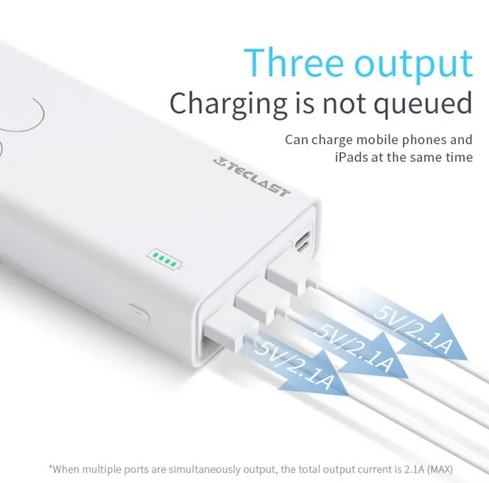 Three output
Charging is not queued
Can charge mobile phones and
iPads at the same time
TECLAST
5V/2.1A
5V/2.1A
5V/2.1A
*When multiple ports are simultaneously output, the total output current is 2.1A (MAX)